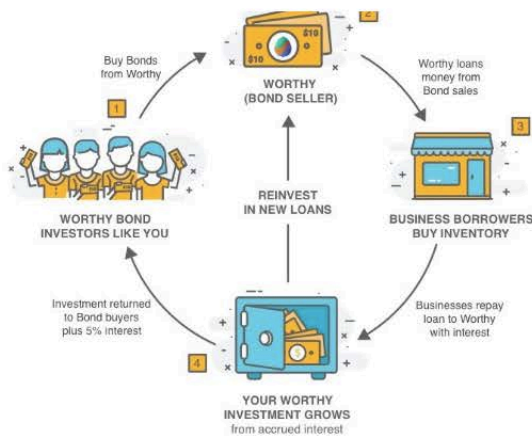 2
$10
$10
Buy Bonds
from Worthy
WORTHY
(BOND SELLER)
Worthy loans
money from
Bond sales
1
3
WORTHY BOND
INVESTORS LIKE YOU
REINVEST
IN NEW LOANS
BUSINESS BORROWERS
BUY INVENTORY
Investment returned
to Bond buyers
plus 5% interest
Businesses repay
loan to Worthy
with interest
4
$
YOUR WORTHY
INVESTMENT GROWS
from accrued interest